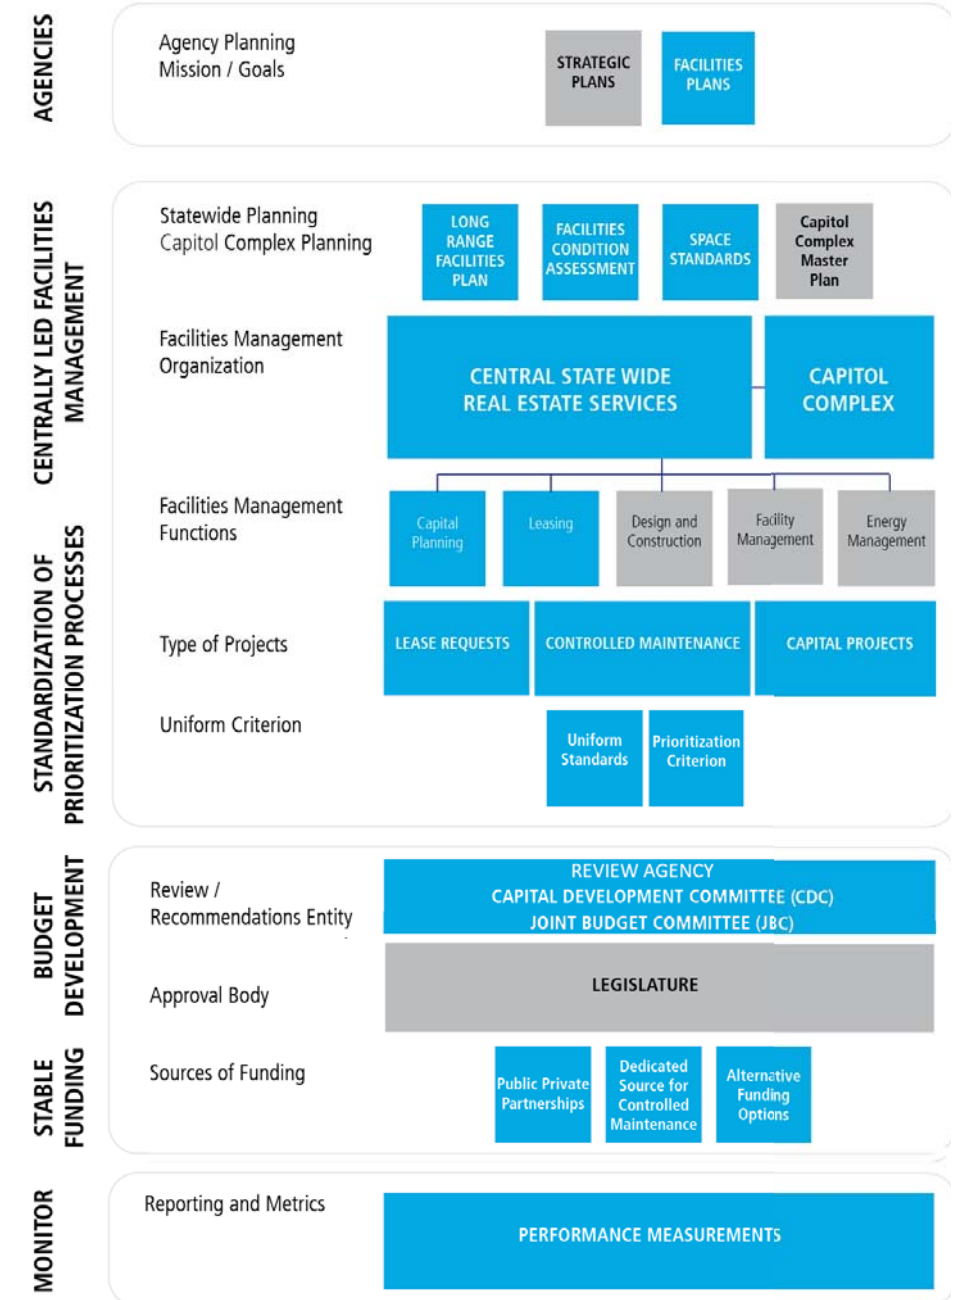 AGENCIES
Agency Planning
Mission / Goals
STRATEGIC
PLANS
FACILITIES
PLANS
CENTRALLY LED FACILITIES
MANAGEMENT
Statewide Planning
Capitol Complex Planning
LONG
RANGE
FACILITIES
PLAN
FACILITIES
CONDITION
ASSESSMENT
SPACE
STANDARDS
Capitol
Complex
Master
Plan
Facilities Management
Organization
CENTRAL STATE WIDE
REAL ESTATE SERVICES
CAPITOL
COMPLEX
Facilities Management
Functions
Capital
Planning
Leasing
Design and
Construction
Facility
Management
Energy
Management
STANDARDIZATION OF
PRIORITIZATION PROCESSES
Type of Projects
LEASE REQUESTS
CONTROLLED MAINTENANCE
CAPITAL PROJECTS
Uniform Criterion
Uniform
Standards
Prioritization
Criterion
BUDGET
DEVELOPMENT
Review /
Recommendations Entity
REVIEW AGENCY
CAPITAL DEVELOPMENT COMMITTEE (CDC)
JOINT BUDGET COMMITTEE (JBC)
Approval Body
LEGISLATURE
STABLE
FUNDING
Sources of Funding
Public Private
Partnerships
Dedicated
Source for
Controlled
Maintenance
Alternative
Funding
Options
MONITOR
Reporting and Metrics
PERFORMANCE MEASUREMENTS